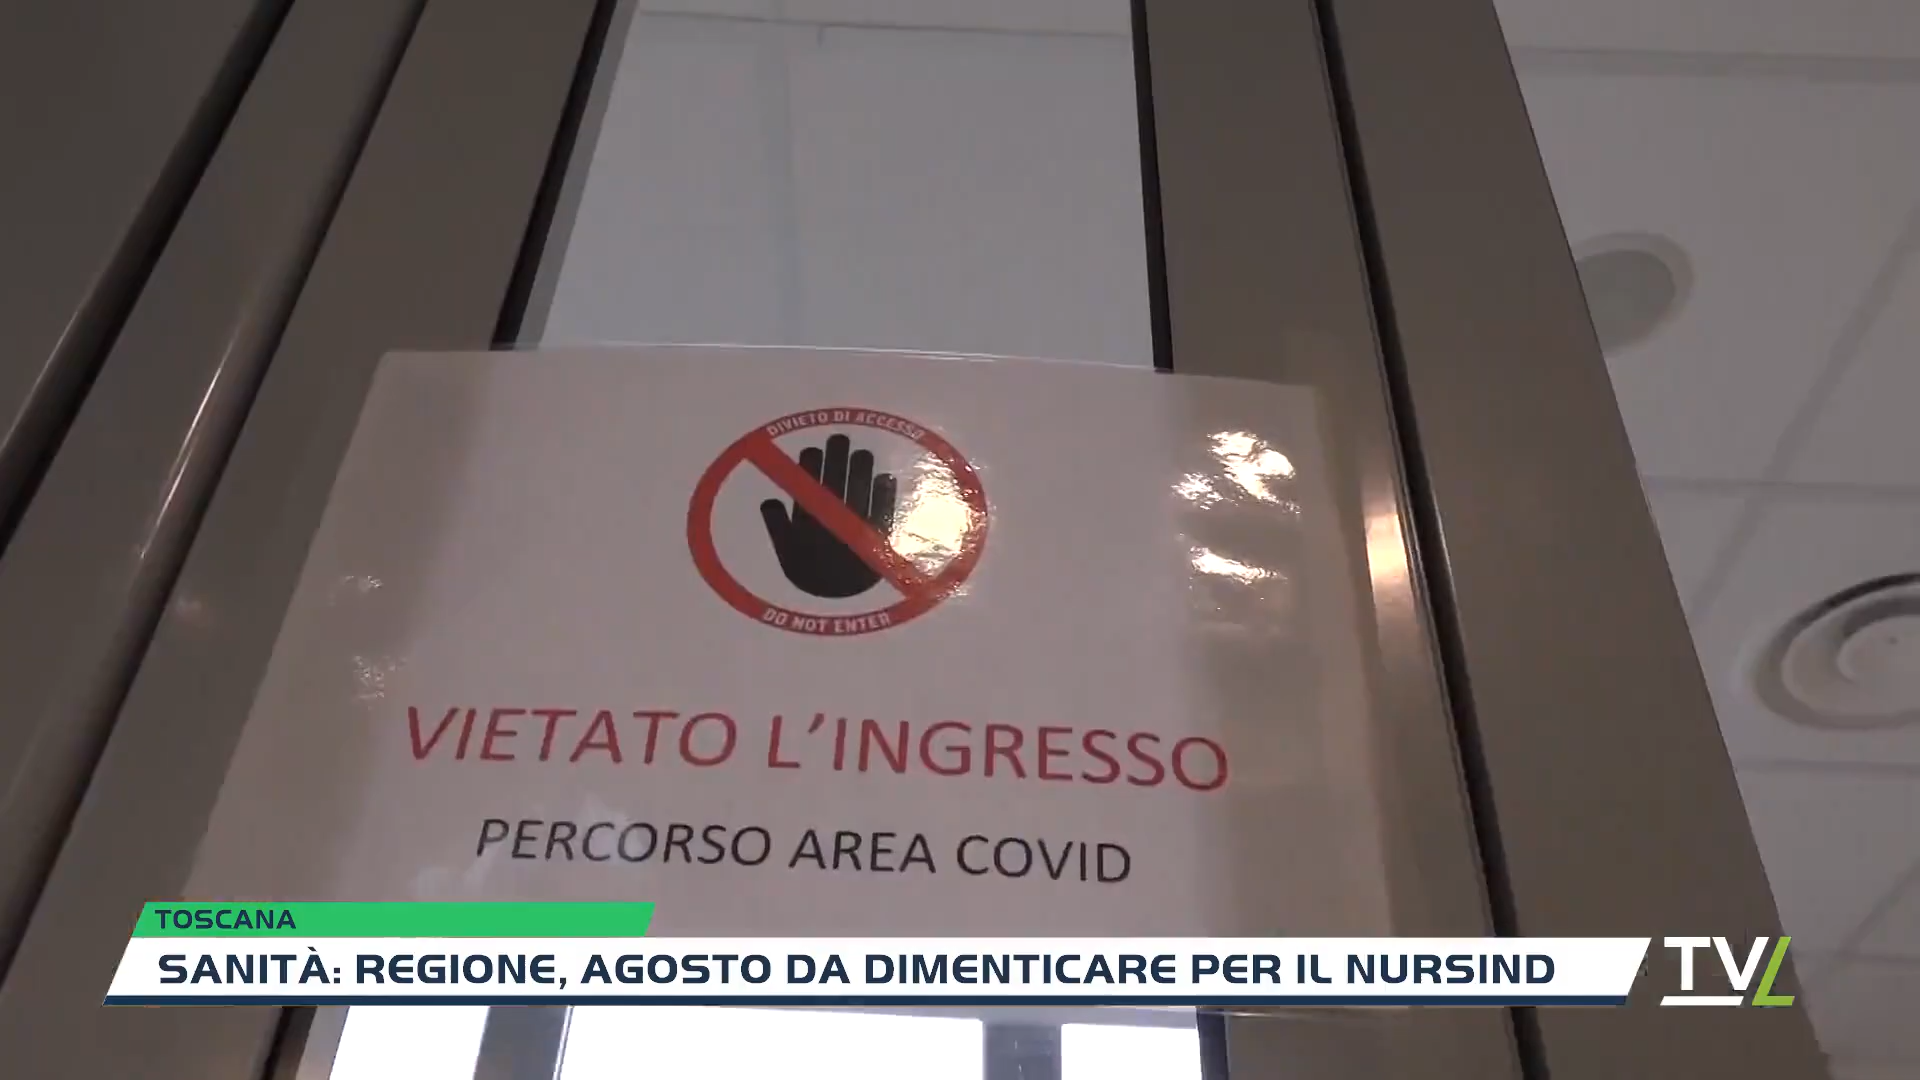 DIVIETO DI ACCESSO
DO NOT ENTER
VIETATO L'INGRESSO
PERCORSO AREA COVID
TOSCANA
SANITÀ: REGIONE, AGOSTO DA DIMENTICARE PER IL NURSIND
TVL